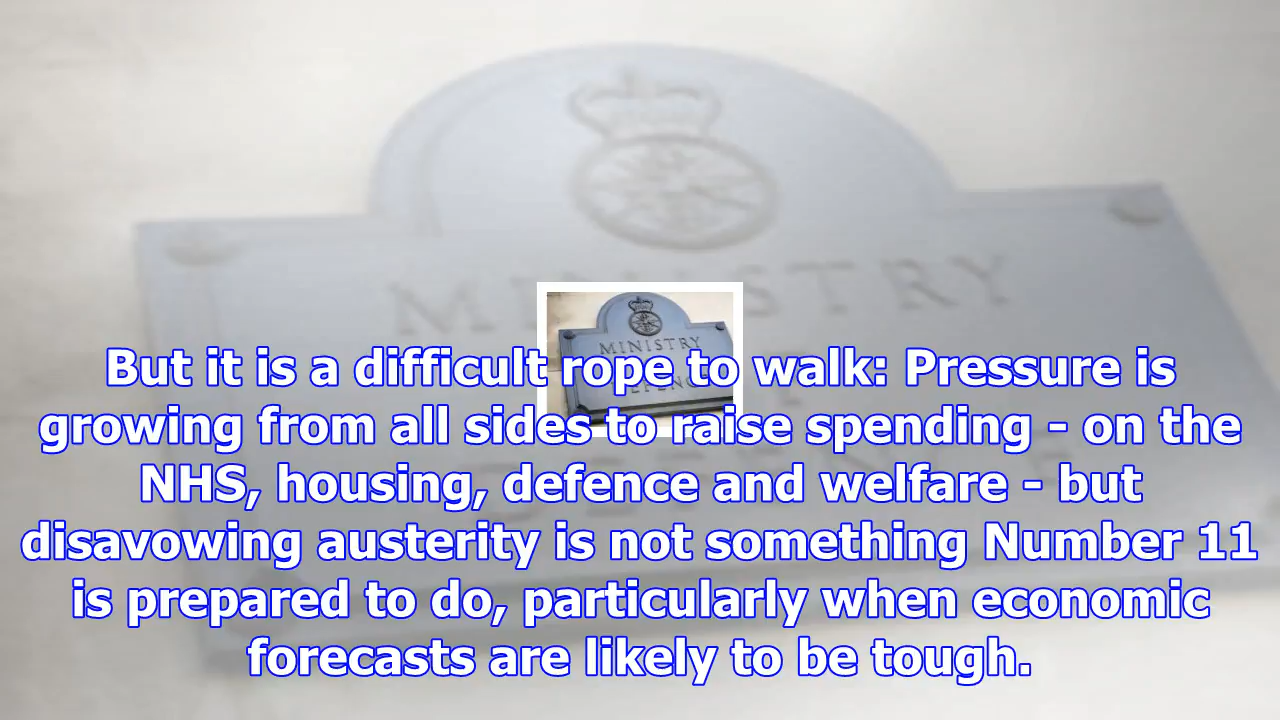 MINISTRY
MINISTRY
But it is a difficult rope to walk: Pressure is
growing from all sides to raise spending - on the
NHS, housing, defence and welfare - but
disavowing austerity is not something Number 11
is prepared to do, particularly when economic
forecasts are likely to be tough.